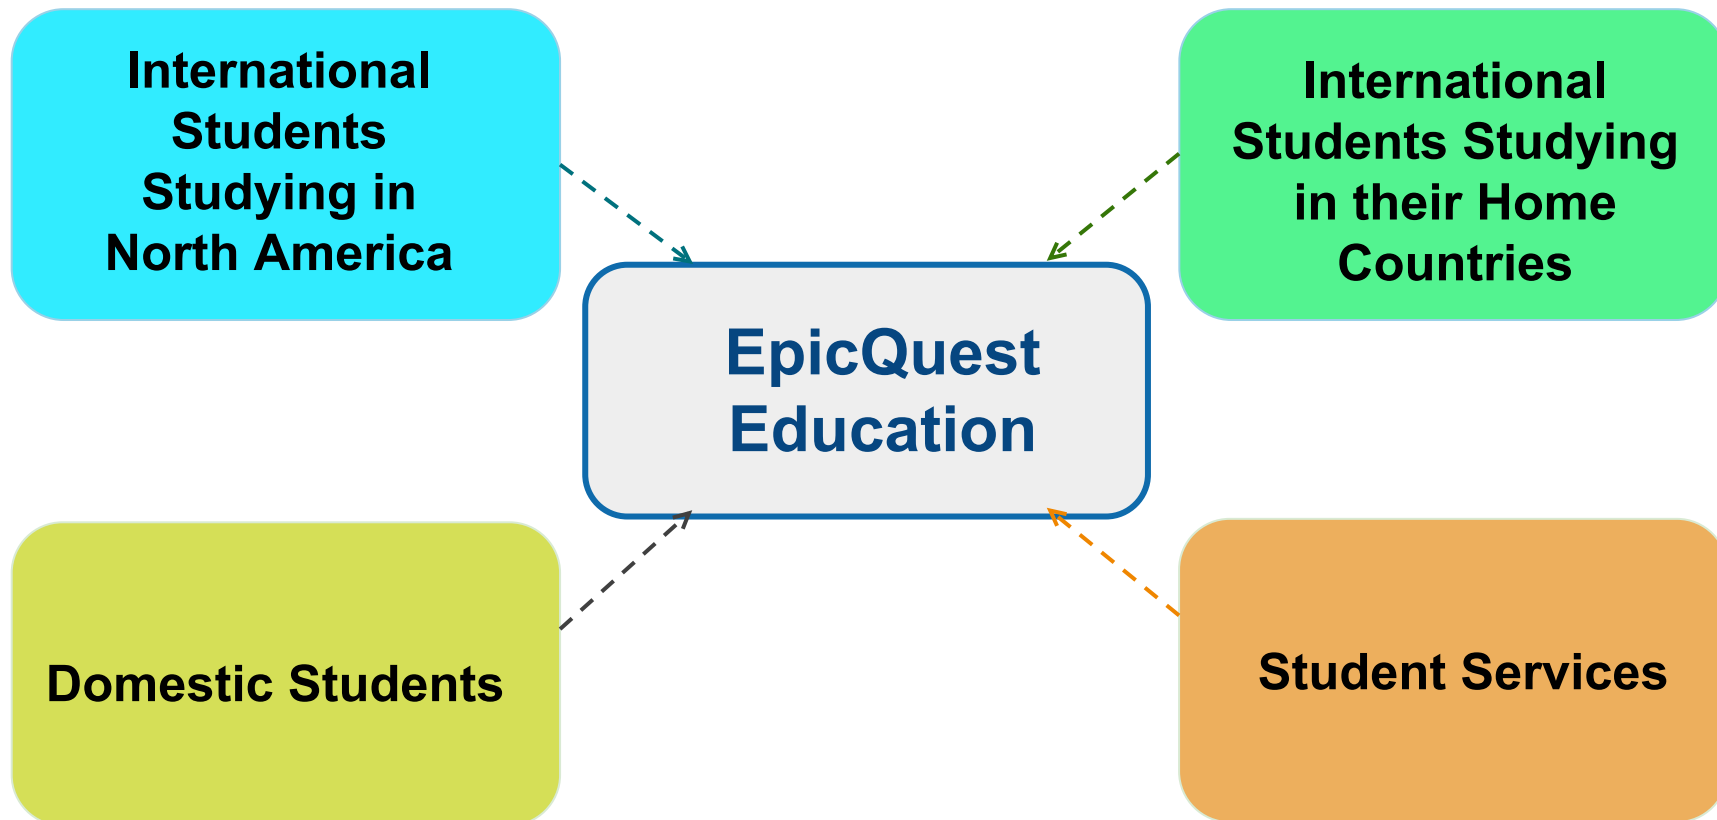 International
Students
Studying in
North America
International
Students Studying
in their Home
Countries
EpicQuest
Education
Domestic Students
Student Services